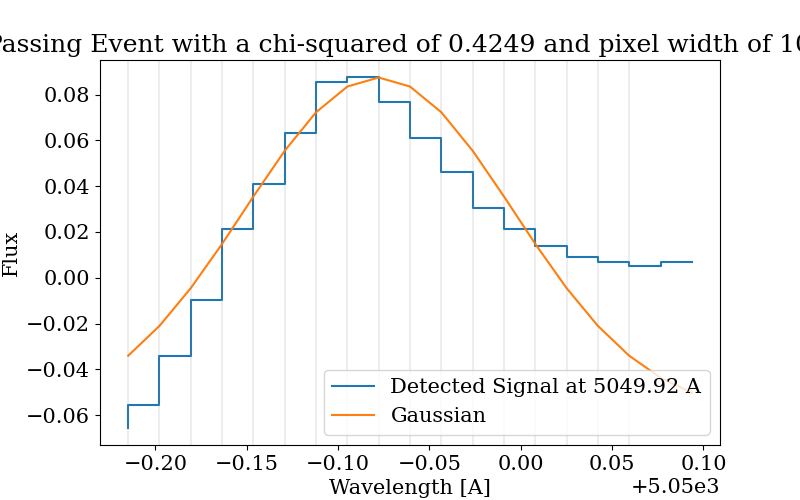 Passing Event with a chi-squared of 0.4249 and pixel width of 10
Flux
0.08
0.06
0.04
0.02
0.00
−0.02
−0.04
−0.06
Detected Signal at 5049.92 A
Gaussian
−0.20 −0.15 −0.10 −0.05 0.00 0.05 0.10
+5.05e3
Wavelength [A]